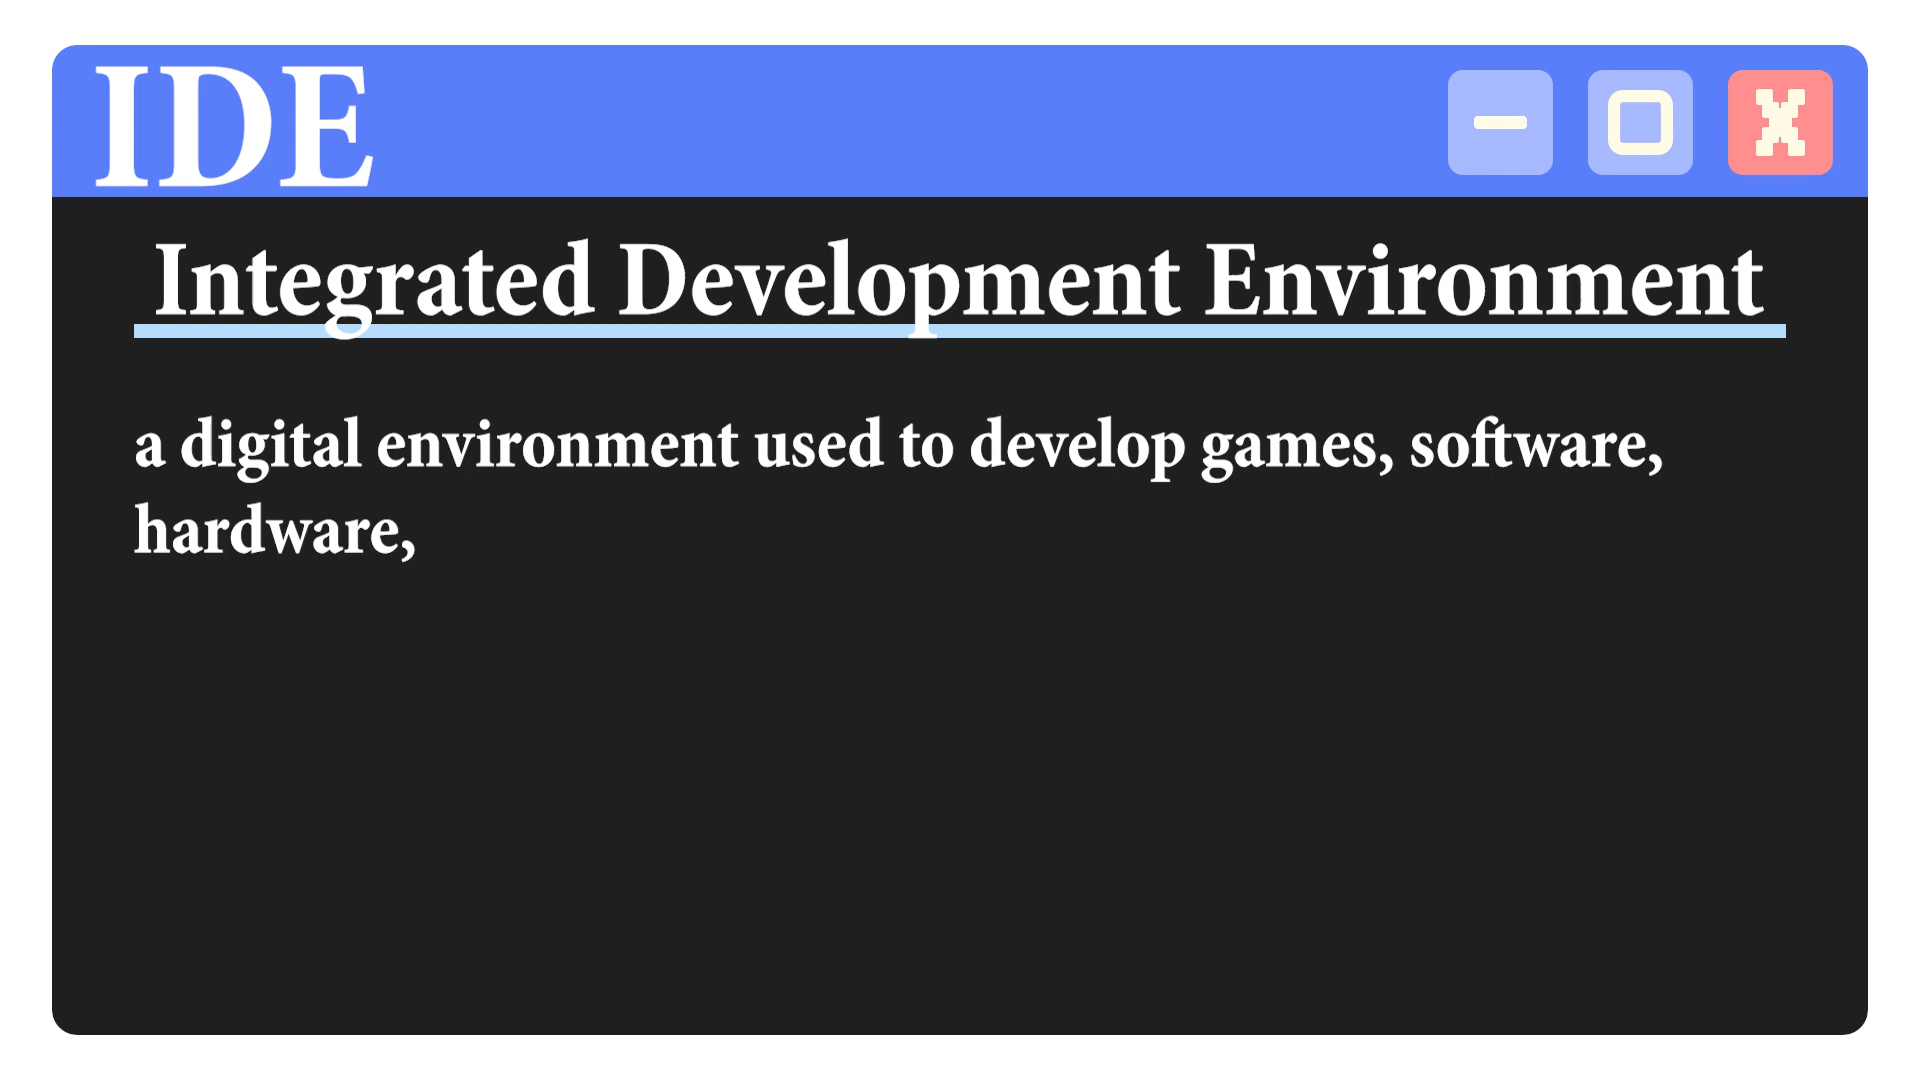 IDE
Integrated Development Environment
a digital environment used to develop games, software,
hardware,